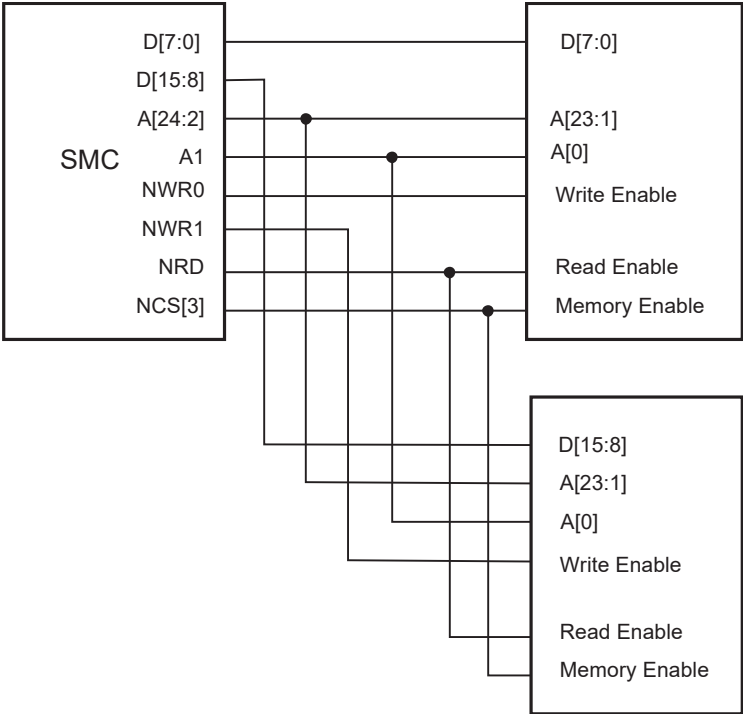 SMC
D[7:0]
D[15:8]
A[24:2]
A1
NWR0
NWR1
NRD
NCS[3]
D[7:0]
A[23:1]
A[0]
Write Enable
Read Enable
Memory Enable
D[15:8]
A[23:1]
A[0]
Write Enable
Read Enable
Memory Enable